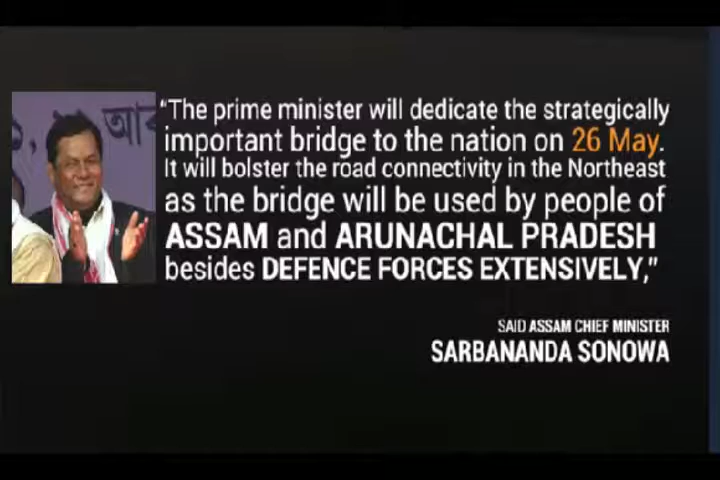 আ
“The prime minister will dedicate the strategically
important bridge to the nation on 26 May.
It will bolster the road connectivity in the Northeast
as the bridge will be used by people of
ASSAM and ARUNACHAL PRADESH
besides DEFENCE FORCES EXTENSIVELY,”
SAID ASSAM CHIEF MINISTER
SARBANANDA SONOWA